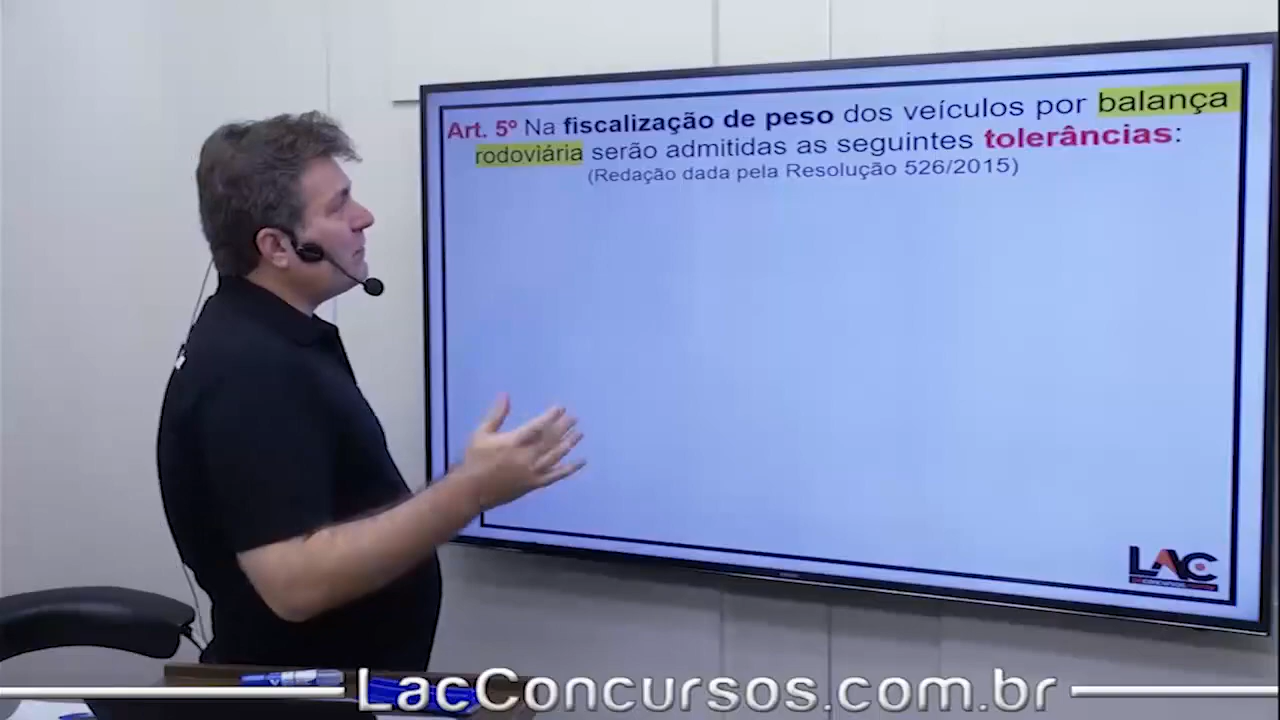 Art. 5º Na fiscalização de peso dos veículos por balança
rodoviária serão admitidas as seguintes tolerâncias:
(Redação dada pela Resolução 526/2015)
LAC
LacConcursos.com.br